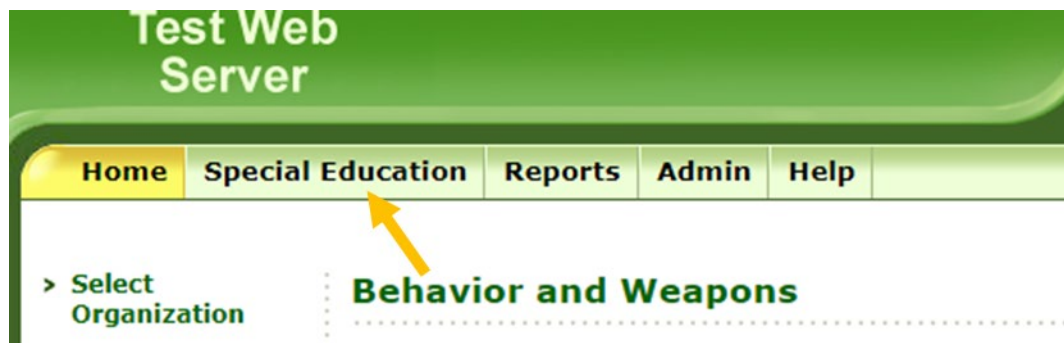 Test Web
Server
Home Special Education Reports Admin Help
> Select
Organization
Behavior and Weapons